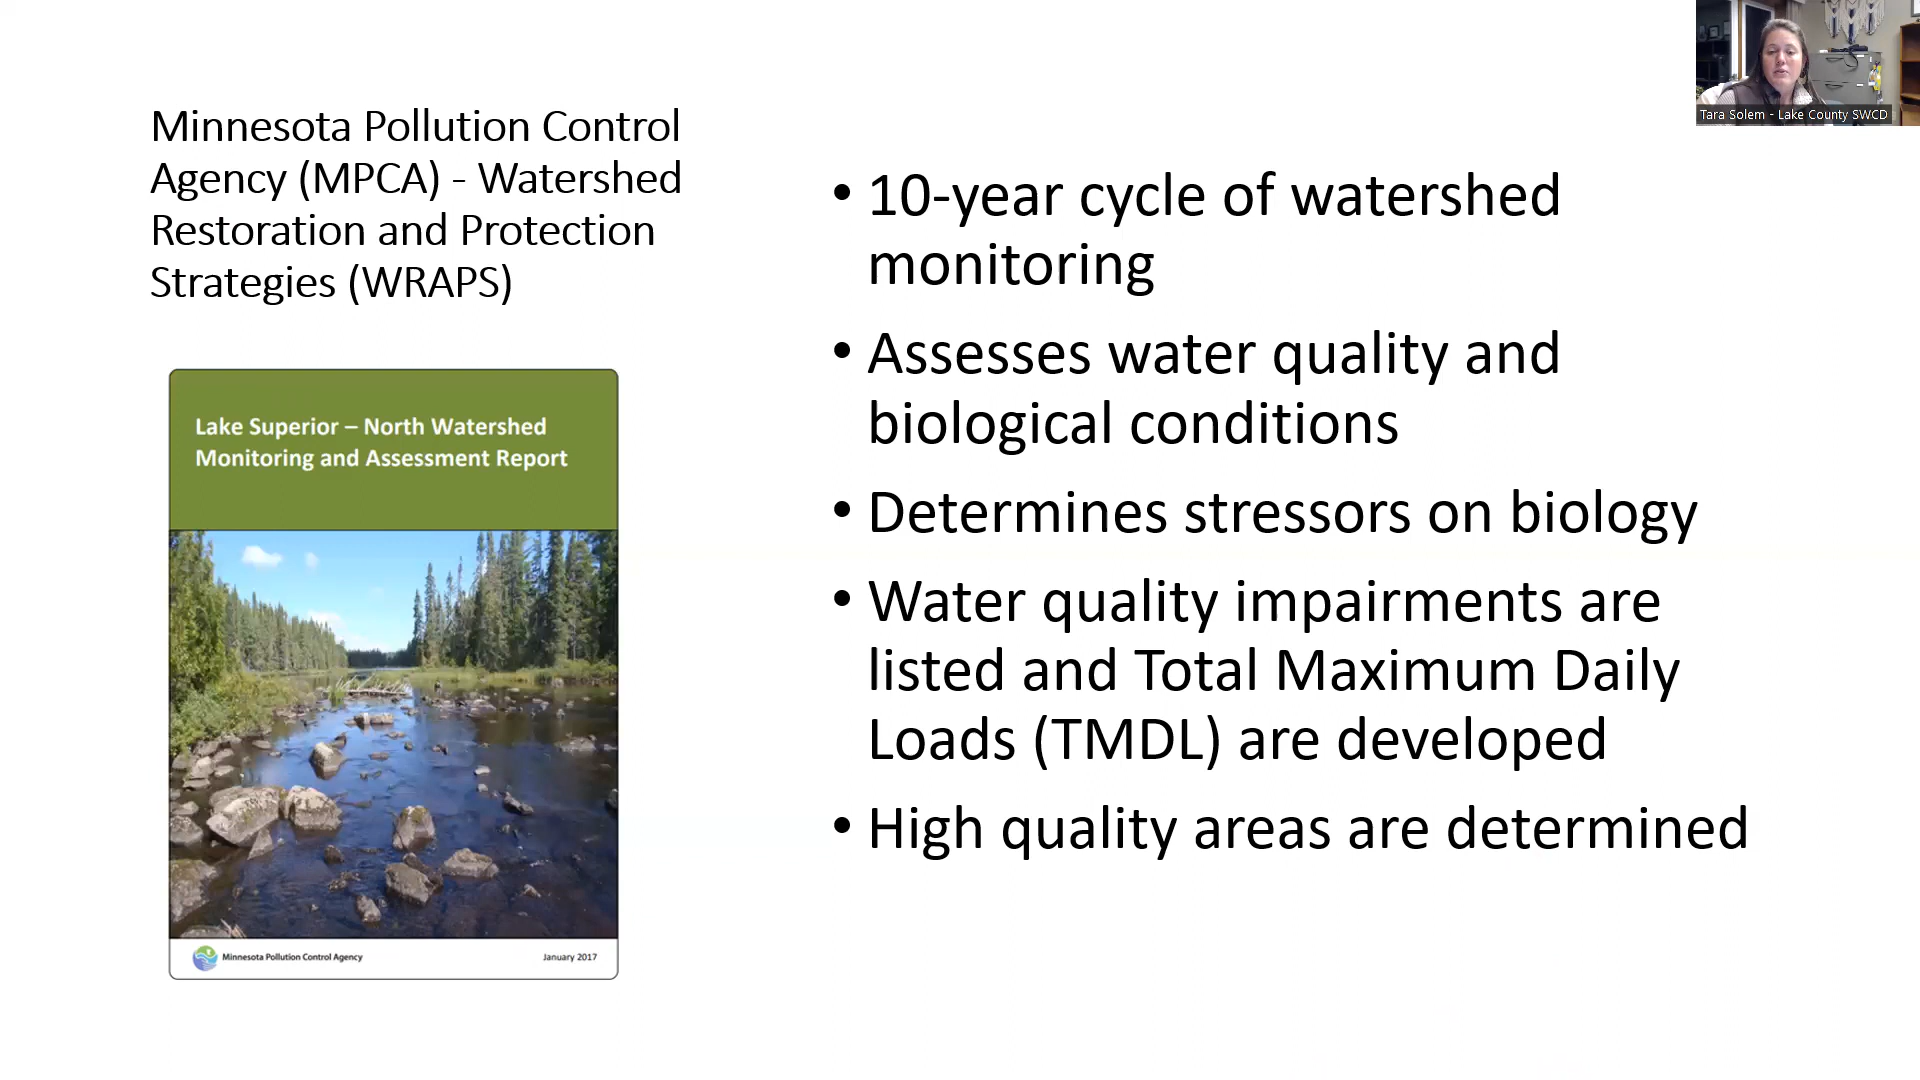 Minnesota Pollution Control
Agency (MPCA) - Watershed
Restoration and Protection
Strategies (WRAPS)
Lake Superior – North Watershed
Monitoring and Assessment Report
Minnesota Pollution Control Agency
January 2017
• 10-year cycle of watershed
monitoring
• Assesses water quality and
biological conditions
• Determines stressors on biology
• Water quality impairments are
listed and Total Maximum Daily
Loads (TMDL) are developed
• High quality areas are determined
Tara Solem - Lake County SWCD